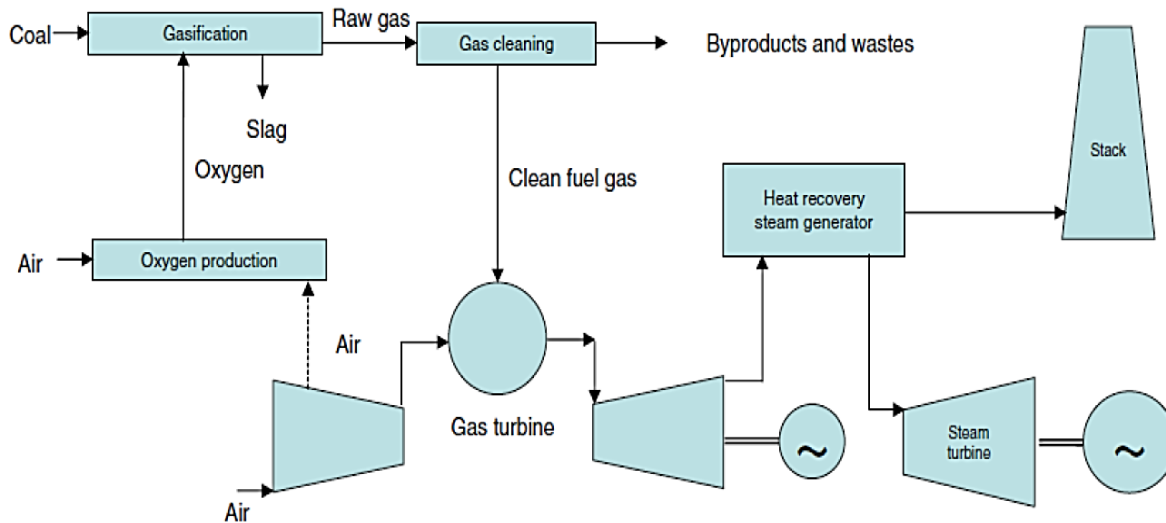 Raw gas
Coal
Gasification
Gas cleaning
Byproducts and wastes
Slag
Stack
Oxygen
Clean fuel gas
Heat recovery
steam generator
Air
Oxygen production
Air
Gas turbine
Steam
turbine
~
~
Air